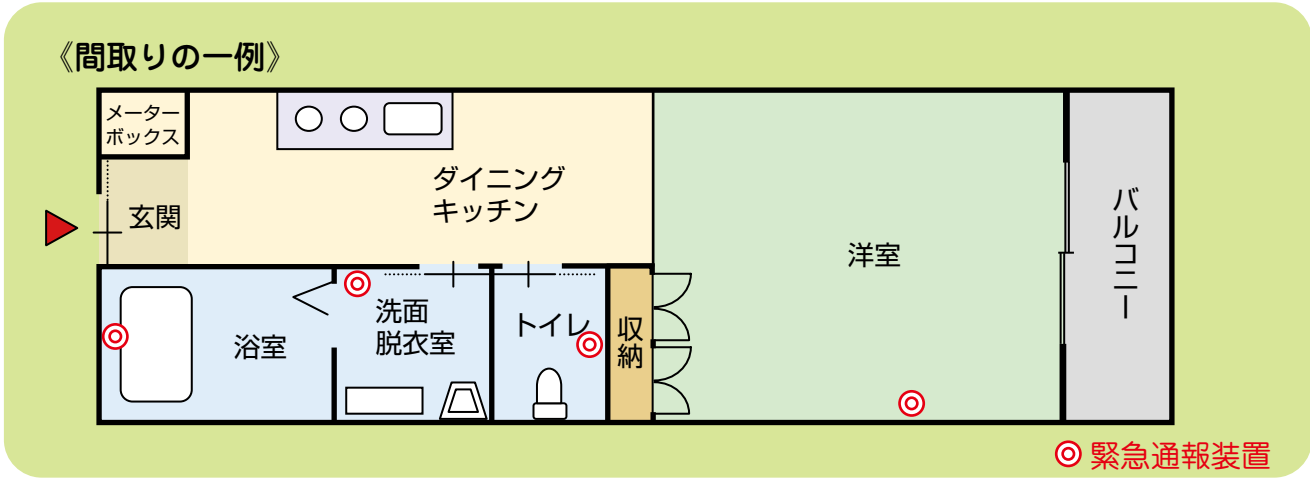 《間取りの一例》
メーター
ボックス
ダイニング
キッチン
玄関
洋室
バルコニー
浴室
洗面
脱衣室
トイレ
収納
緊急通報装置